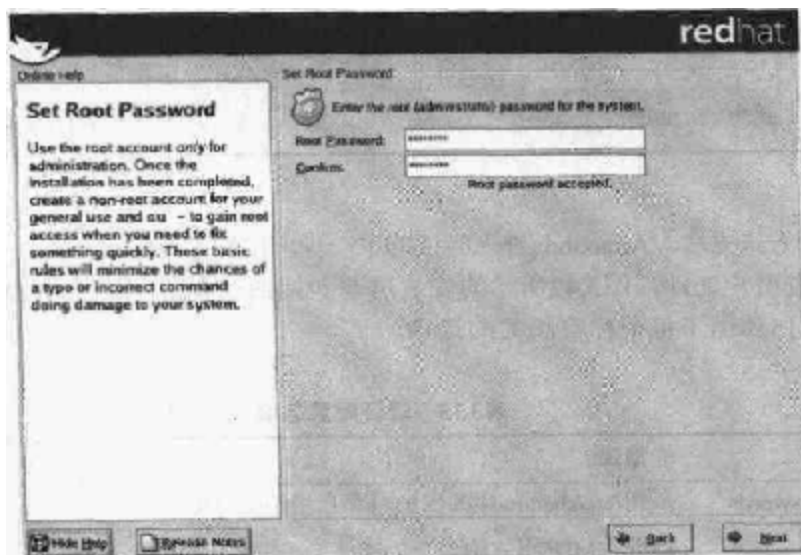 redhat
Online Help
Set Root Password
Use the root account only for
administration. Once the
installation has been completed,
create a non-root account for your
general use and su - to gain root
access when you need to fix
something quickly. These basic
rules will minimize the chances of
a typo or incorrect command
doing damage to your system.
Set Root Password
Enter the root (administrator) password for the system.
Root Password:
********
Confirm:
********
Root password accepted.
Hide Help
Release Notes
Back
Next